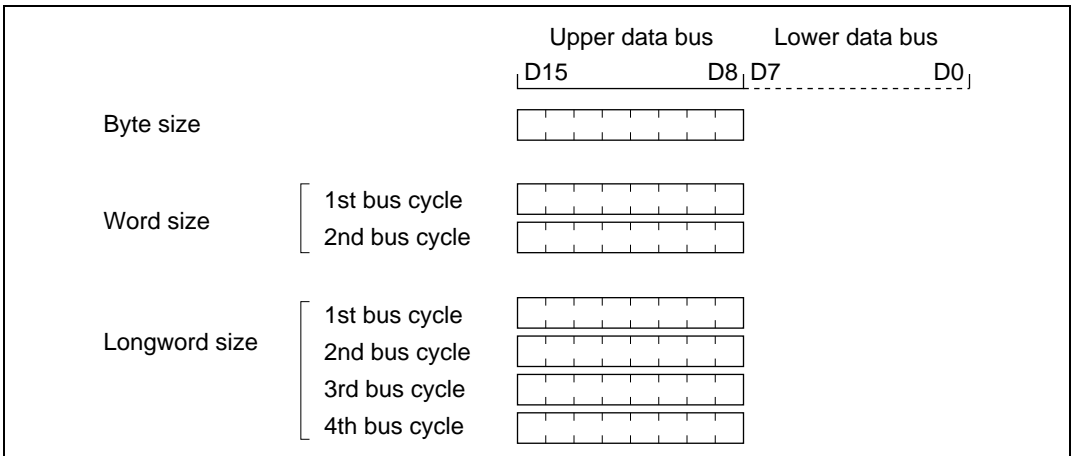 Upper data bus Lower data bus
D15 D8 D7 D0
Byte size
Word size
1st bus cycle
2nd bus cycle
Longword size
1st bus cycle
2nd bus cycle
3rd bus cycle
4th bus cycle